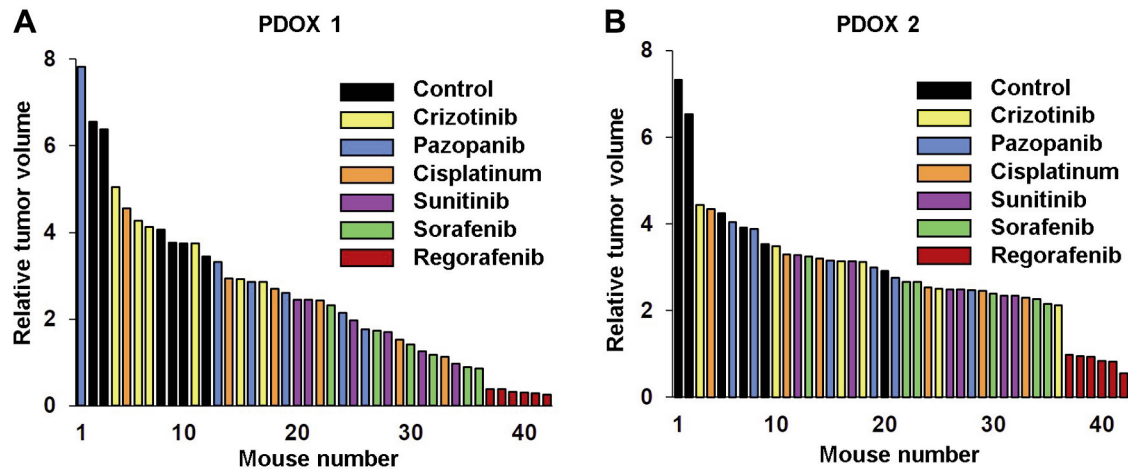 A
PDOX 1
Relative tumor volume
8
6
4
2
0
Control
Crizotinib
Pazopanib
Cisplatinum
Sunitinib
Sorafenib
Regorafenib
1 10 20 30 40
Mouse number
B
PDOX 2
Relative tumor volume
8
6
4
2
0
Control
Crizotinib
Pazopanib
Cisplatinum
Sunitinib
Sorafenib
Regorafenib
1 10 20 30 40
Mouse number